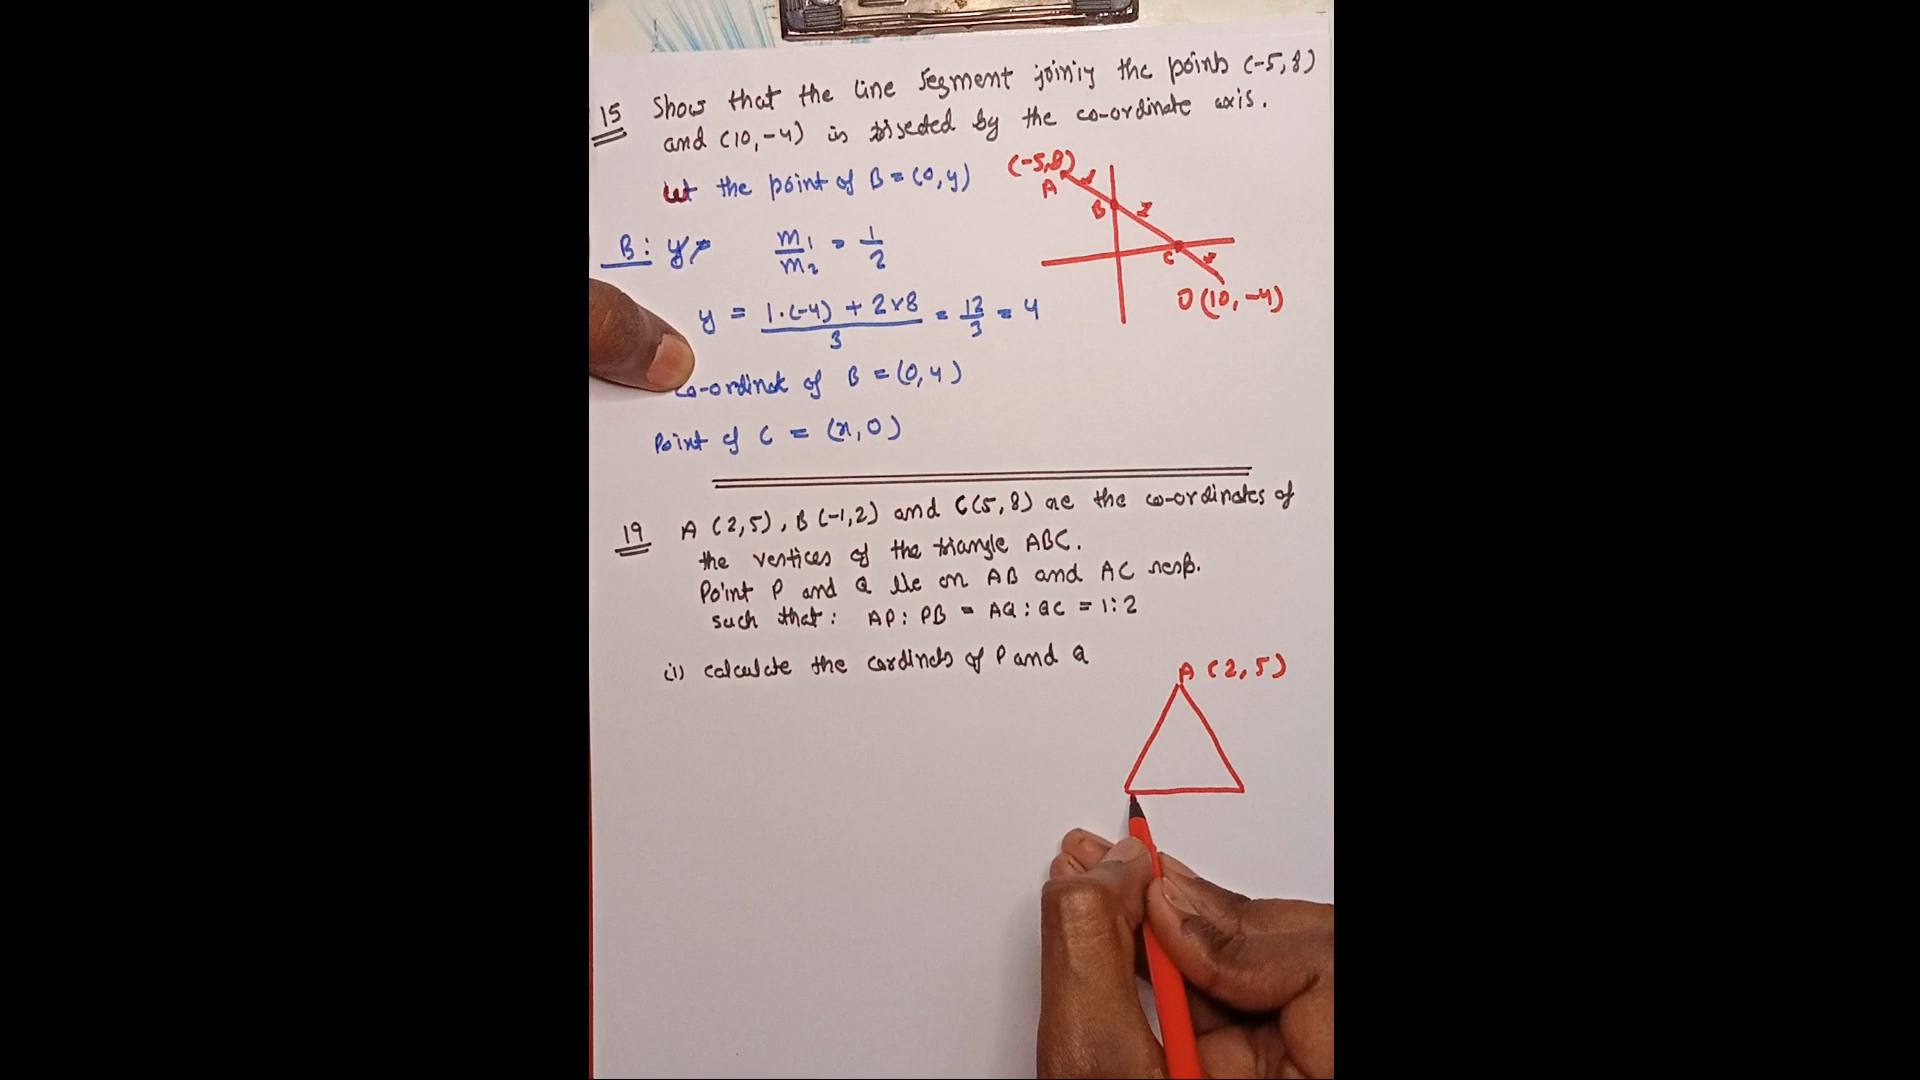 15 Show that the line segment joiniy the points (-5,8)
and (10,-4) is trisected by the co-ordinate axis.
(-5,8)
Let the point of B = (0,y)
A
B
B: y= m1/m2 = 1/2
C
D(10,-4)
y = 1·(-4) + 2×8 / 3 = 12/3 = 4
co-ordinat of B = (0,4)
Point of C = (x,0)
19 A (2,5), B (-1,2) and C(5,8) are the co-ordinates of
the vertices of the triangle ABC.
Point P and Q lie on AB and AC resp.
such that: AP: PB = AQ: QC = 1:2
(i) calculate the cordinets of P and Q
A (2,5)